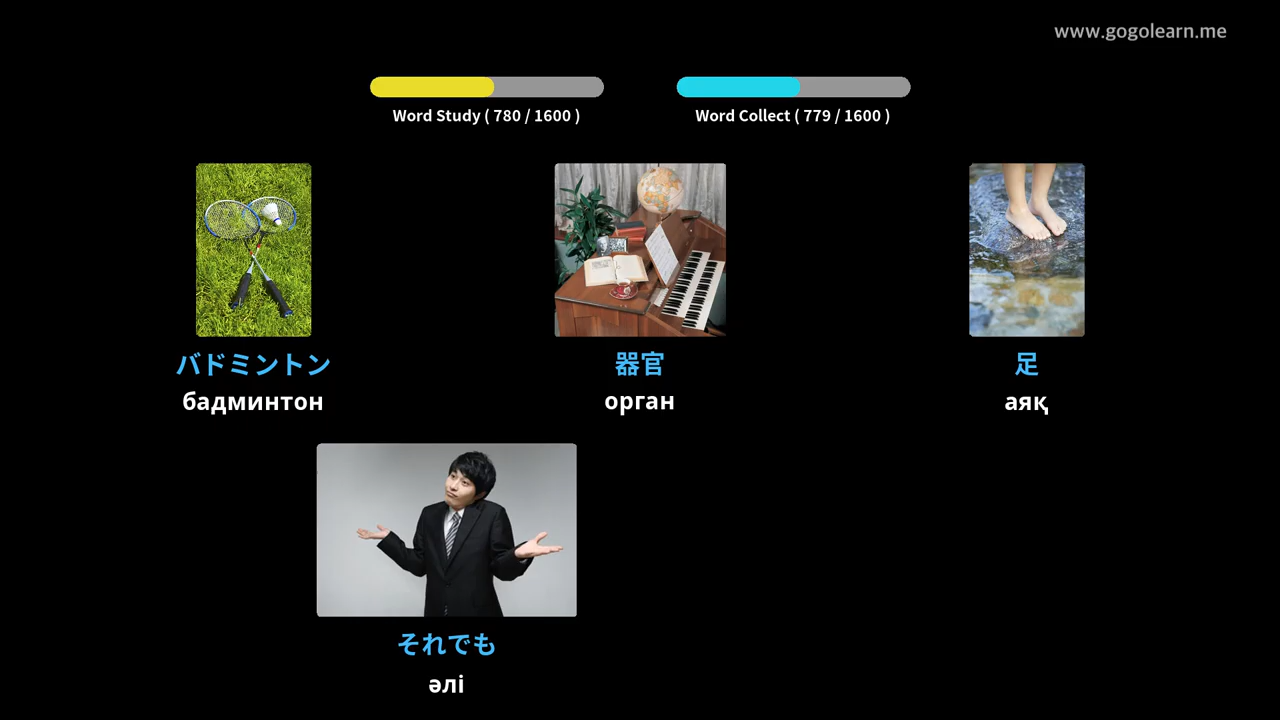 www.gogolearn.me
Word Study ( 780 / 1600 )
Word Collect ( 779 / 1600 )
バドミントン
бадминтон
器官
орган
足
аяқ
それでも
әлі